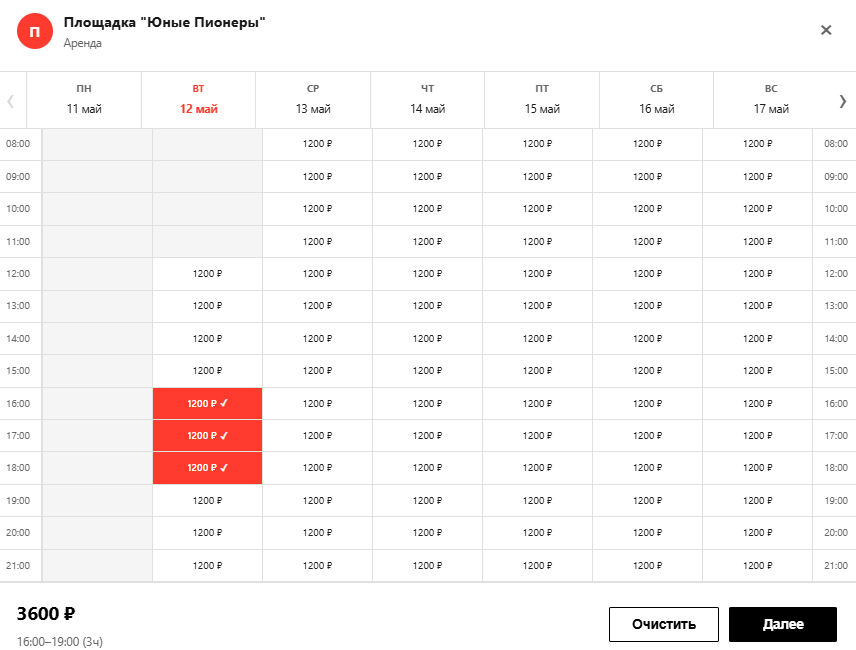 П
Площадка "Юные Пионеры"
Аренда
✕
ПН ВТ СР ЧТ ПТ СБ ВС
11 май 12 май 13 май 14 май 15 май 16 май 17 май
08:00 1200 ₽ 1200 ₽ 1200 ₽ 1200 ₽ 1200 ₽ 08:00
09:00 1200 ₽ 1200 ₽ 1200 ₽ 1200 ₽ 1200 ₽ 09:00
10:00 1200 ₽ 1200 ₽ 1200 ₽ 1200 ₽ 1200 ₽ 10:00
11:00 1200 ₽ 1200 ₽ 1200 ₽ 1200 ₽ 1200 ₽ 11:00
12:00 1200 ₽ 1200 ₽ 1200 ₽ 1200 ₽ 1200 ₽ 1200 ₽ 12:00
13:00 1200 ₽ 1200 ₽ 1200 ₽ 1200 ₽ 1200 ₽ 1200 ₽ 13:00
14:00 1200 ₽ 1200 ₽ 1200 ₽ 1200 ₽ 1200 ₽ 1200 ₽ 14:00
15:00 1200 ₽ 1200 ₽ 1200 ₽ 1200 ₽ 1200 ₽ 1200 ₽ 15:00
16:00 1200 ₽ ✓ 1200 ₽ 1200 ₽ 1200 ₽ 1200 ₽ 1200 ₽ 16:00
17:00 1200 ₽ ✓ 1200 ₽ 1200 ₽ 1200 ₽ 1200 ₽ 1200 ₽ 17:00
18:00 1200 ₽ ✓ 1200 ₽ 1200 ₽ 1200 ₽ 1200 ₽ 1200 ₽ 18:00
19:00 1200 ₽ 1200 ₽ 1200 ₽ 1200 ₽ 1200 ₽ 1200 ₽ 19:00
20:00 1200 ₽ 1200 ₽ 1200 ₽ 1200 ₽ 1200 ₽ 1200 ₽ 20:00
21:00 1200 ₽ 1200 ₽ 1200 ₽ 1200 ₽ 1200 ₽ 1200 ₽ 21:00
3600 ₽
16:00–19:00 (3ч)
Очистить Далее